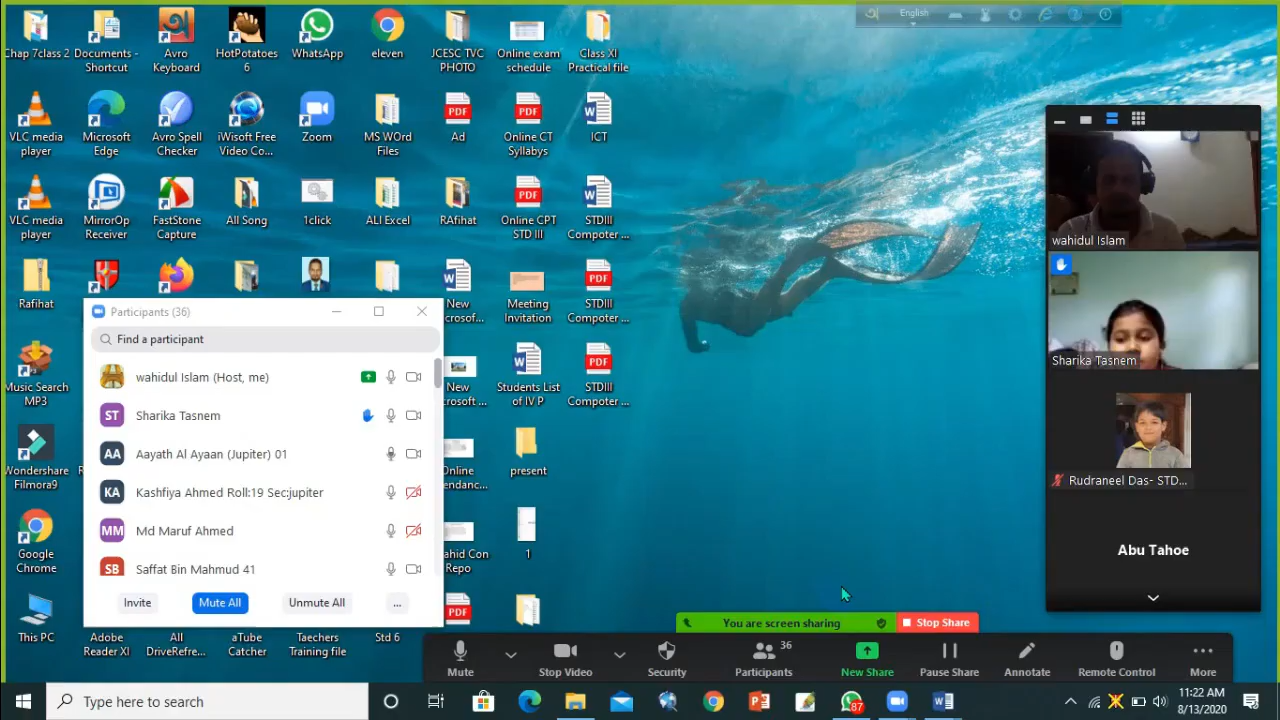 English
Chap 7class 2
Documents -
Shortcut
Avro
Keyboard
HotPotatoes
6
WhatsApp
eleven
JCESC TVC
PHOTO
Online exam
schedule
Class XI
Practical file
VLC media
player
Microsoft
Edge
Avro Spell
Checker
iWisoft Free
Video Co...
Zoom
MS WOrd
Files
PDF
Ad
PDF
Online CT
Syllabys
ICT
VLC media
player
MirrorOp
Receiver
FastStone
Capture
All Song
1click
ALI Excel
RAfihat
PDF
Online CPT
STD III
STDIII
Compoter ...
Rafihat
New
Microsof...
Meeting
Invitation
PDF
STDIII
Computer ...
Music Search
MP3
New
Microsoft ...
Students List
of IV P
PDF
STDIII
Computer ...
Wondershare
Filmora9
Online
present
Google
Chrome
Repo
1
This PC
Adobe
Reader XI
All
DriveRefre...
aTube
Catcher
Taechers
Training file
Std 6
PDF
Participants (36)
Find a participant
wahidul Islam (Host, me)
ST Sharika Tasnem
AA Aayath Al Ayaan (Jupiter) 01
KA Kashfiya Ahmed Roll:19 Sec:jupiter
MM Md Maruf Ahmed
SB Saffat Bin Mahmud 41
Invite
Mute All
Unmute All
...
wahidul Islam
Sharika Tasnem
Rudraneel Das- STD...
Abu Tahoe
You are screen sharing
Stop Share
Mute
Stop Video
Security
Participants
36
New Share
Pause Share
Annotate
Remote Control
More
Type here to search
87
11:22 AM
8/13/2020